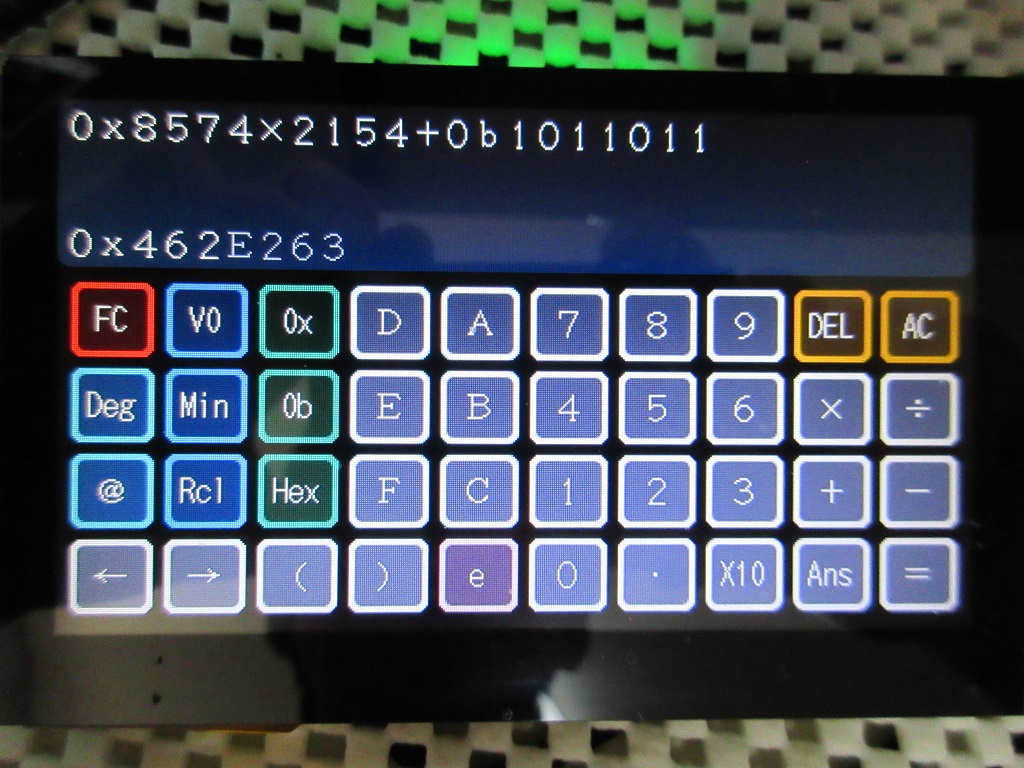 0x8574×2154+0b1011011
0x462E263
FC V0 0x D A 7 8 9 DEL AC
Deg Min 0b E B 4 5 6 × ÷
@ Rcl Hex F C 1 2 3 + −
← → ( ) e 0 · X10 Ans =